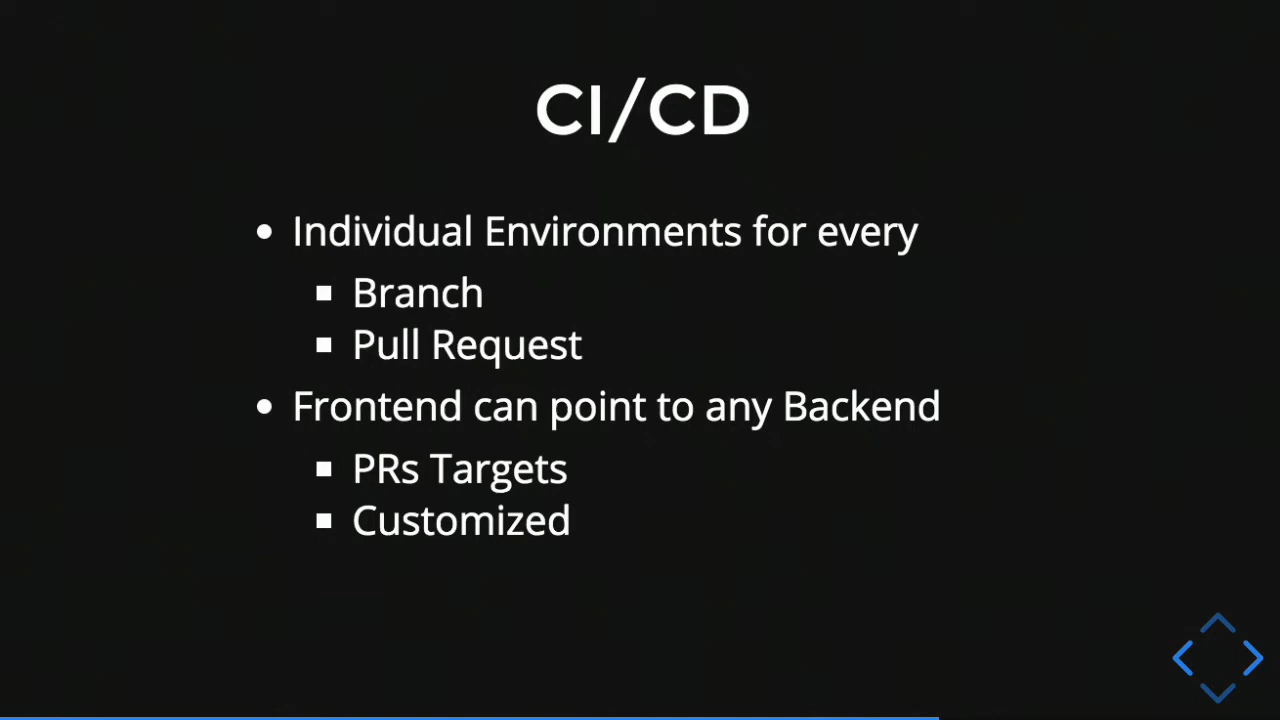 CI/CD
Individual Environments for every
Branch
Pull Request
Frontend can point to any Backend
PRs Targets
Customized